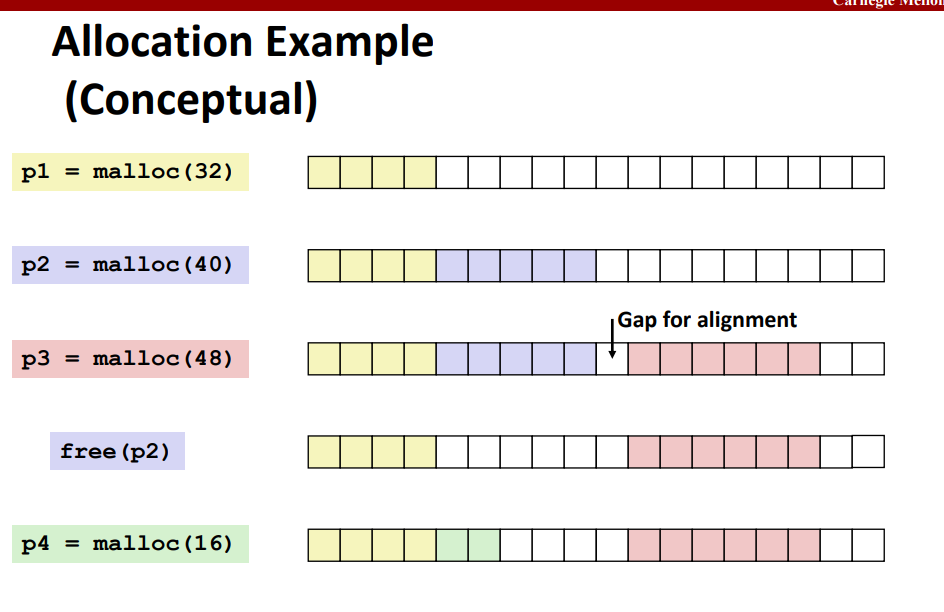 Carnegie
Allocation Example
(Conceptual)
p1 = malloc(32)
p2 = malloc(40)
Gap for alignment
p3 = malloc(48)
free(p2)
p4 = malloc(16)